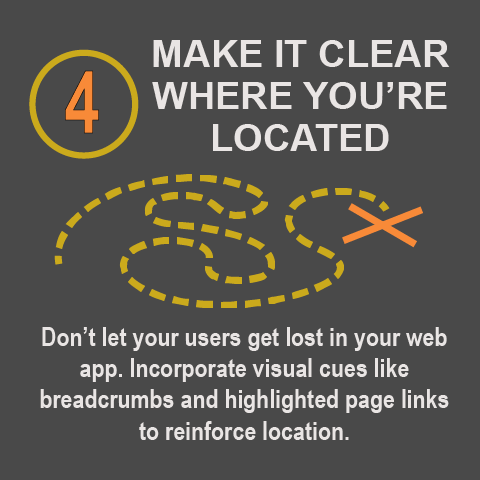 4
MAKE IT CLEAR
WHERE YOU’RE
LOCATED
Don’t let your users get lost in your web
app. Incorporate visual cues like
breadcrumbs and highlighted page links
to reinforce location.